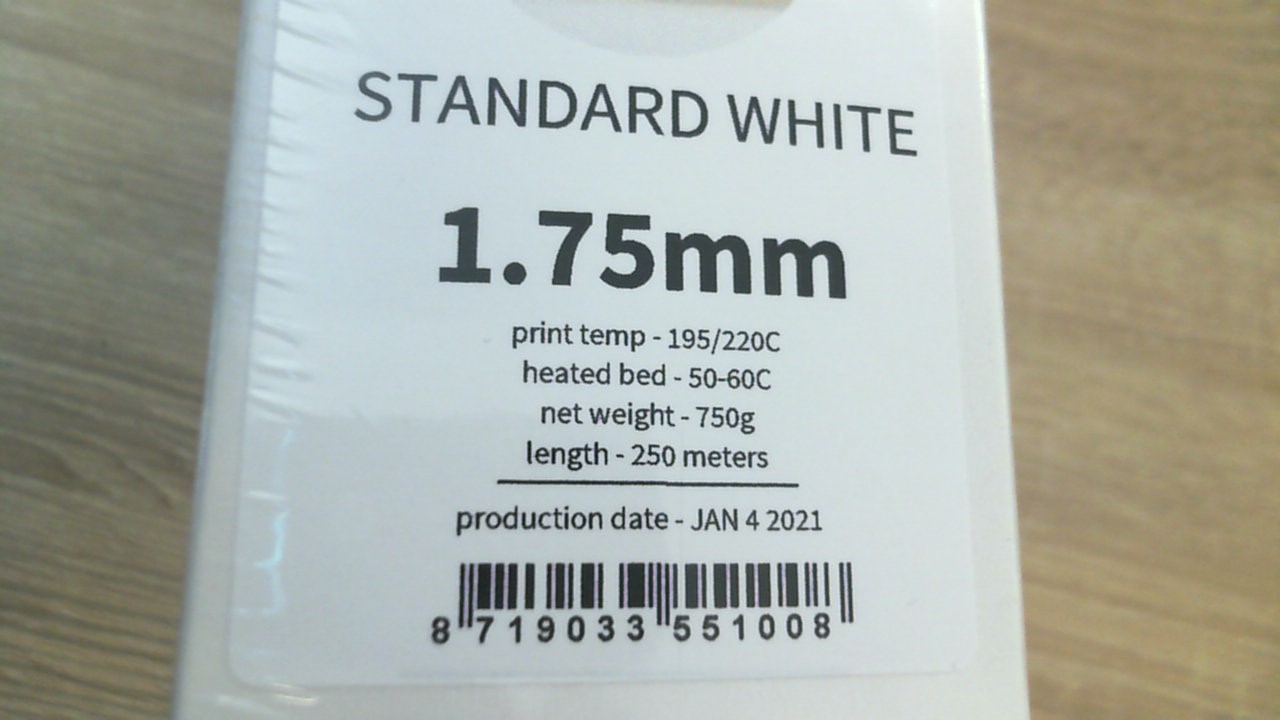 STANDARD WHITE
1.75mm
print temp - 195/220C
heated bed - 50-60C
net weight - 750g
length - 250 meters
production date - JAN 4 2021
8 719033 551008